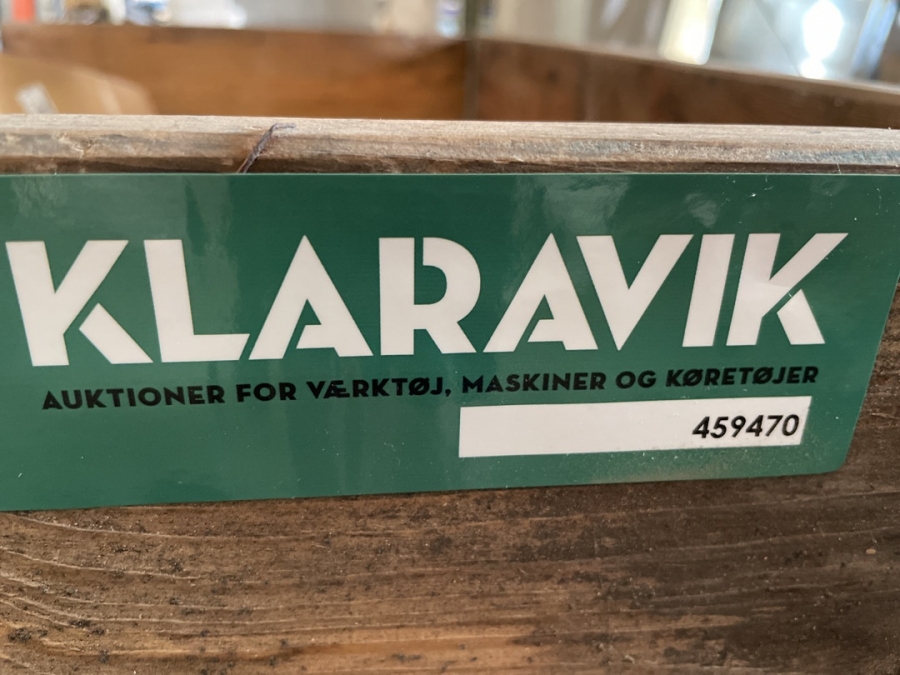 KLARAVIK
AUKTIONER FOR VÆRKTØJ, MASKINER OG KØRETØJER
459470